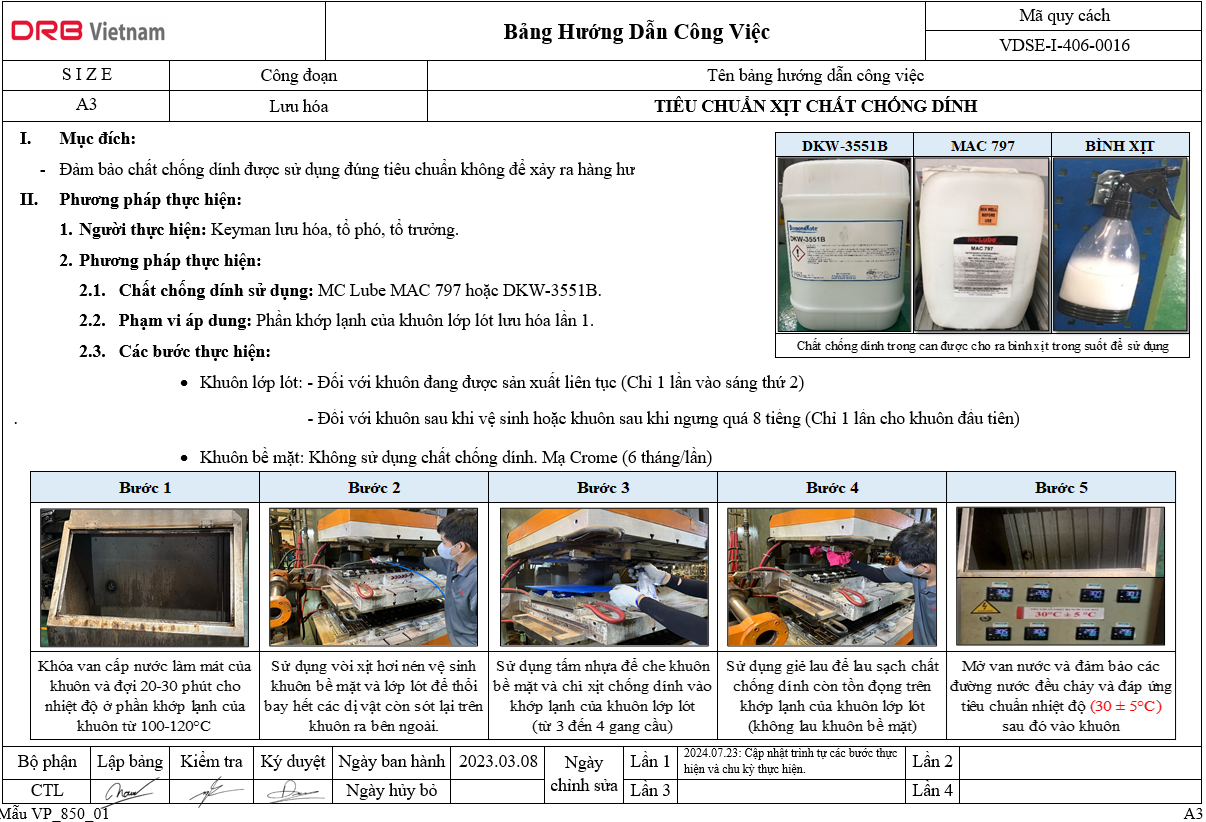 DRB Vietnam
Bảng Hướng Dẫn Công Việc
Mã quy cách
VDSE-I-406-0016
S I Z E
Công đoạn
Tên bảng hướng dẫn công việc
A3
Lưu hóa
TIÊU CHUẨN XỊT CHẤT CHỐNG DÍNH
I. Mục đích:
- Đảm bảo chất chống dính được sử dụng đúng tiêu chuẩn không để xảy ra hàng hư
II. Phương pháp thực hiện:
1. Người thực hiện: Keyman lưu hóa, tổ phó, tổ trưởng.
2. Phương pháp thực hiện:
2.1. Chất chống dính sử dụng: MC Lube MAC 797 hoặc DKW-3551B.
2.2. Phạm vi áp dung: Phần khớp lạnh của khuôn lớp lót lưu hóa lần 1.
2.3. Các bước thực hiện:
DKW-3551B
MAC 797
BÌNH XỊT
DKW-3551B
MIX WELL
BEFORE
USE
McLube
MAC 797
Chất chống dính trong can được cho ra bình xịt trong suốt để sử dụng
• Khuôn lớp lót: - Đối với khuôn đang được sản xuất liên tục (Chỉ 1 lần vào sáng thứ 2)
. - Đối với khuôn sau khi vệ sinh hoặc khuôn sau khi ngưng quá 8 tiếng (Chỉ 1 lần cho khuôn đầu tiên)
• Khuôn bề mặt: Không sử dụng chất chống dính. Mạ Crome (6 tháng/lần)
Bước 1
Bước 2
Bước 3
Bước 4
Bước 5
30°C ± 5°C
Khóa van cấp nước làm mát của
khuôn và đợi 20-30 phút cho
nhiệt độ ở phần khớp lạnh của
khuôn từ 100-120°C
Sử dụng vòi xịt hơi nén vệ sinh
khuôn bề mặt và lớp lót để thổi
bay hết các dị vật còn sót lại trên
khuôn ra bên ngoài.
Sử dụng tấm nhựa để che khuôn
bề mặt và chỉ xịt chống dính vào
khớp lạnh của khuôn lớp lót
(từ 3 đến 4 gang cầu)
Sử dụng giẻ lau để lau sạch chất
chống dính còn tồn đọng trên
khớp lạnh của khuôn lớp lót
(không lau khuôn bề mặt)
Mở van nước và đảm bảo các
đường nước đều chảy và đáp ứng
tiêu chuẩn nhiệt độ (30 ± 5°C)
sau đó vào khuôn
Bộ phận
Lập bảng
Kiểm tra
Ký duyệt
Ngày ban hành
2023.03.08
Ngày
chỉnh sửa
Lần 1
2024.07.23: Cập nhật trình tự các bước thực
hiện và chu kỳ thực hiện.
Lần 2
CTL
Ngày hủy bỏ
Lần 3
Lần 4
Mẫu VP_850_01
A3